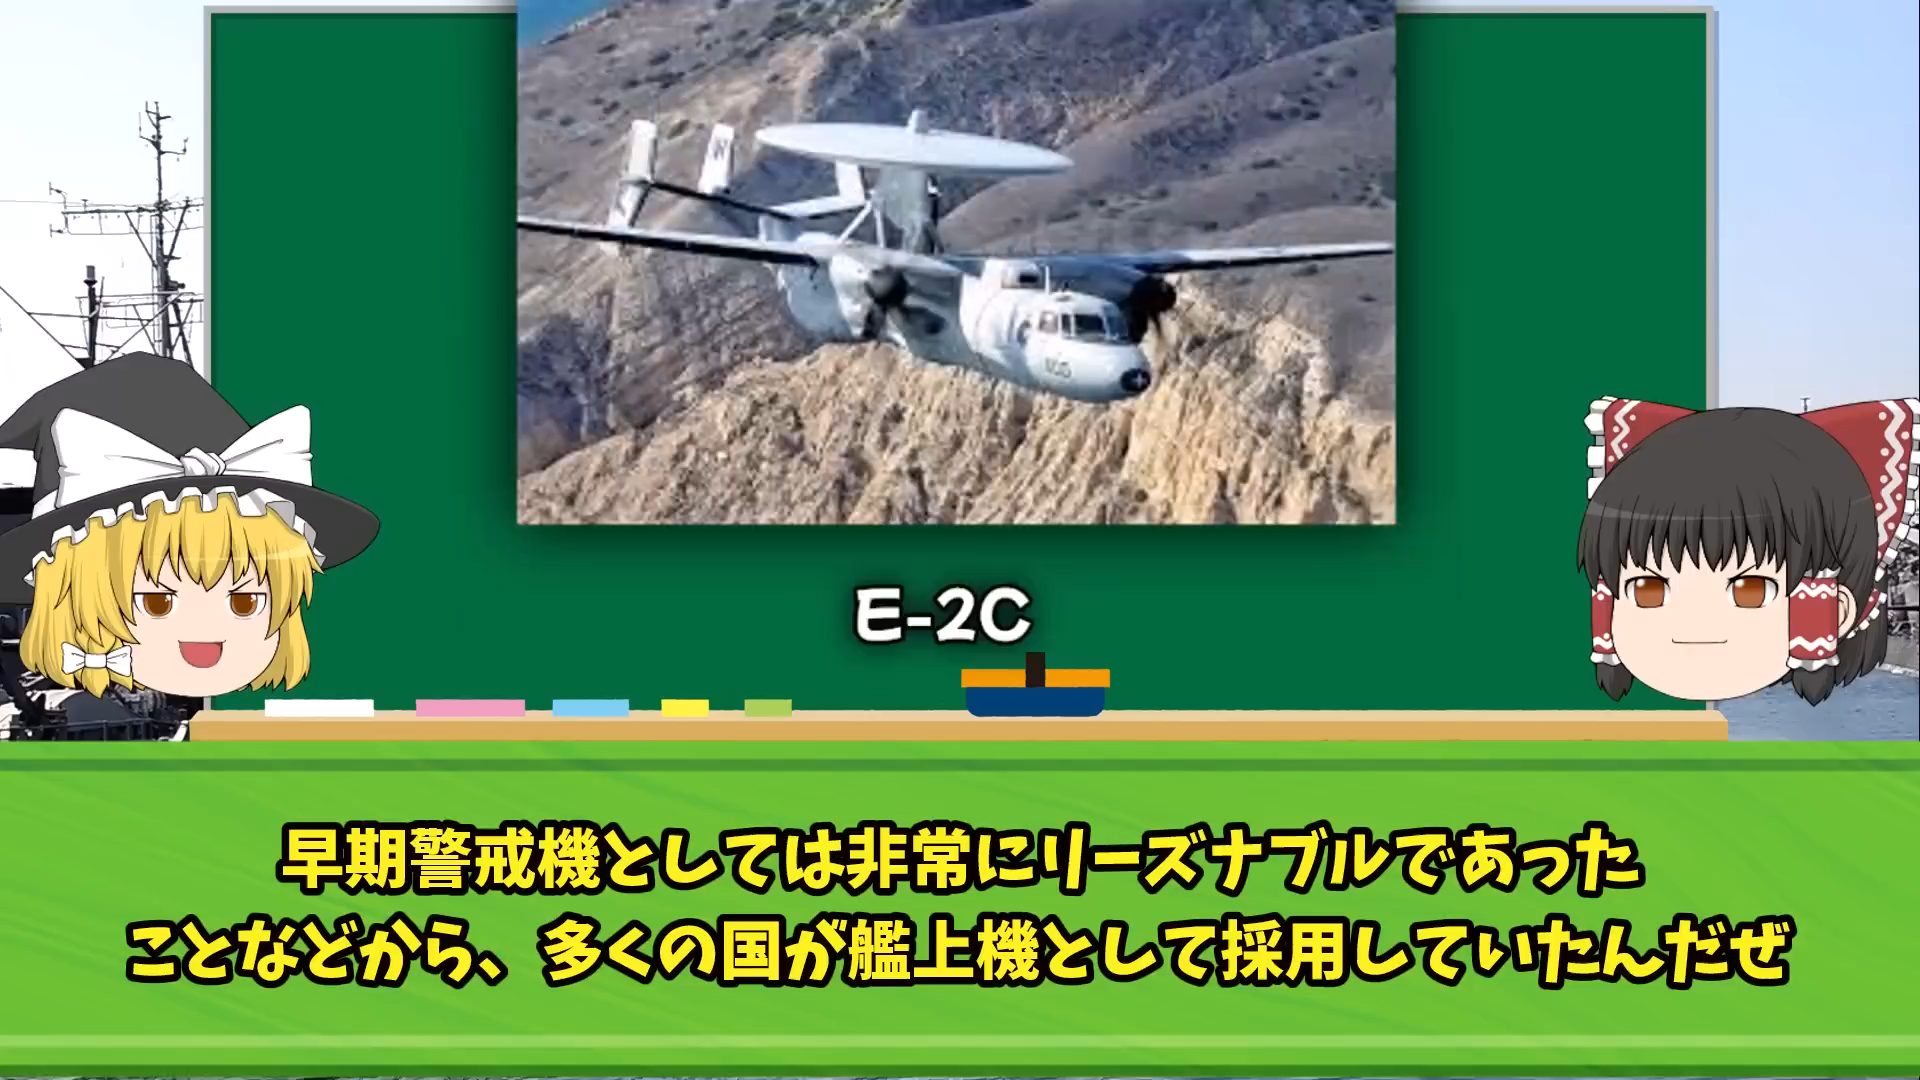 E-2C
早期警戒機としては非常にリーズナブルであった
ことなどから、多くの国が艦上機として採用していたんだぜ